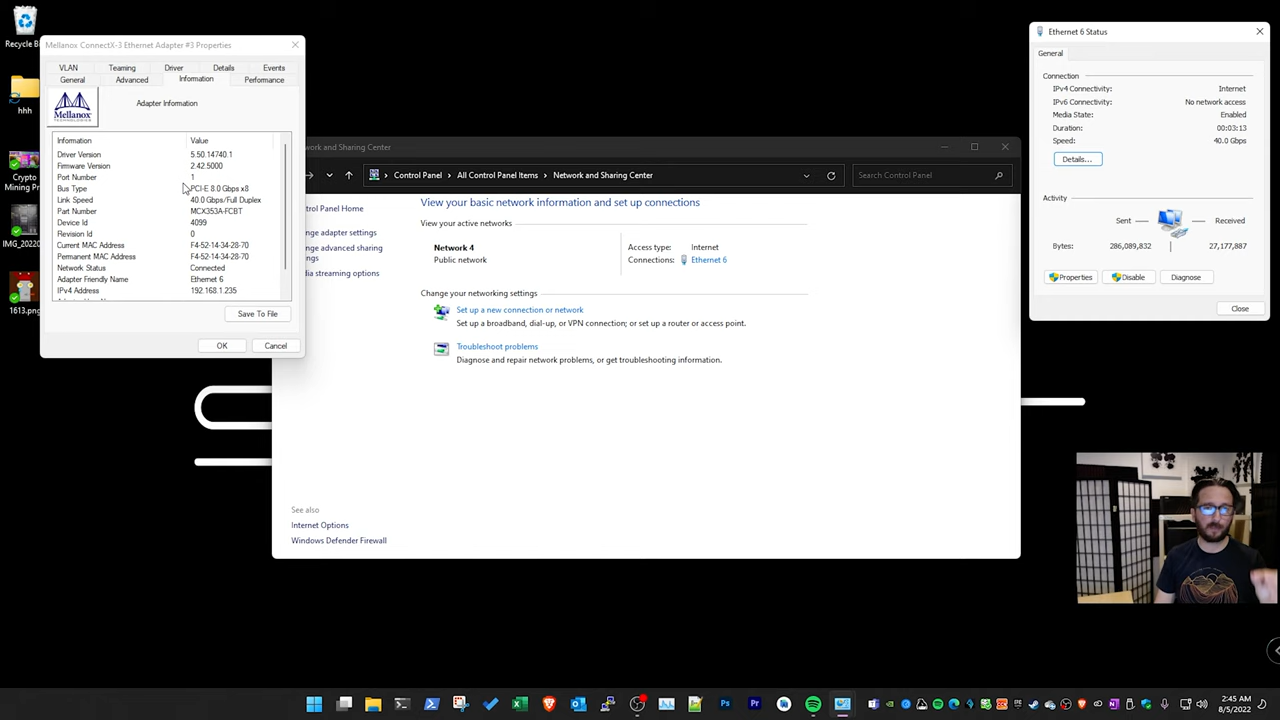 Recycle B
hhh
Crypto
Mining Pr
IMG_2022
1613.png
Mellanox ConnectX-3 Ethernet Adapter #3 Properties
VLAN Teaming Driver Details Events
General Advanced Information Performance
Mellanox
TECHNOLOGIES
Adapter Information
Information Value
Driver Version 5.50.14740.1
Firmware Version 2.42.5000
Port Number 1
Bus Type PCI-E 8.0 Gbps x8
Link Speed 40.0 Gbps/Full Duplex
Part Number MCX353A-FCBT
Device Id 4099
Revision Id 0
Current MAC Address F4-52-14-34-28-70
Permanent MAC Address F4-52-14-34-28-70
Network Status Connected
Adapter Friendly Name Ethernet 6
IPv4 Address 192.168.1.235
Save To File
OK Cancel
ork and Sharing Center
Control Panel All Control Panel Items Network and Sharing Center
Search Control Panel
trol Panel Home
adapter settings
advanced sharing
ngs
streaming options
View your basic network information and set up connections
View your active networks
Network 4
Public network
Access type: Internet
Connections: Ethernet 6
Change your networking settings
Set up a new connection or network
Set up a broadband, dial-up, or VPN connection; or set up a router or access point.
Troubleshoot problems
Diagnose and repair network problems, or get troubleshooting information.
See also
Internet Options
Windows Defender Firewall
Ethernet 6 Status
General
Connection
IPv4 Connectivity: Internet
IPv6 Connectivity: No network access
Media State: Enabled
Duration: 00:03:13
Speed: 40.0 Gbps
Details...
Activity
Sent Received
Bytes: 286,089,832 27,177,887
Properties Disable Diagnose
Close
2:45 AM
8/5/2022